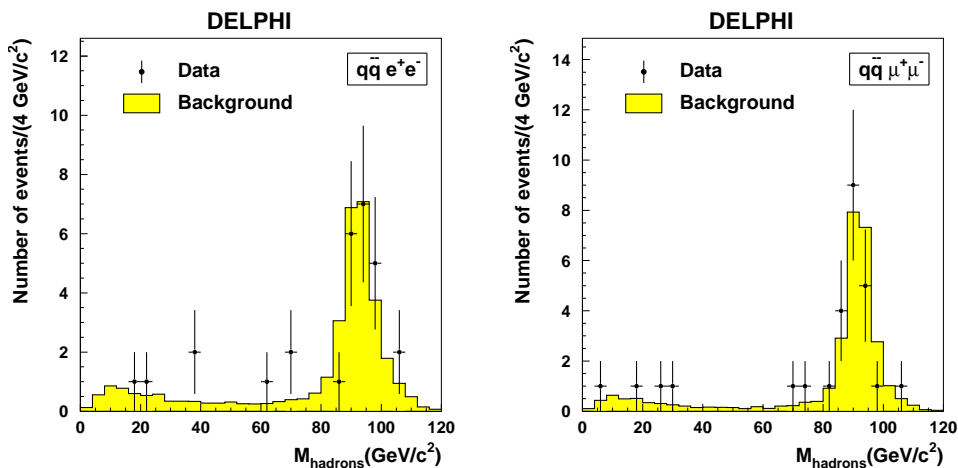 DELPHI
Number of events/(4 GeV/c²)
12
10
8
6
4
2
0
Data
Background
qq̄ e⁺e⁻
0 20 40 60 80 100 120
M_hadrons(GeV/c²)
DELPHI
Number of events/(4 GeV/c²)
14
12
10
8
6
4
2
0
Data
Background
qq̄ μ⁺μ⁻
0 20 40 60 80 100 120
M_hadrons(GeV/c²)